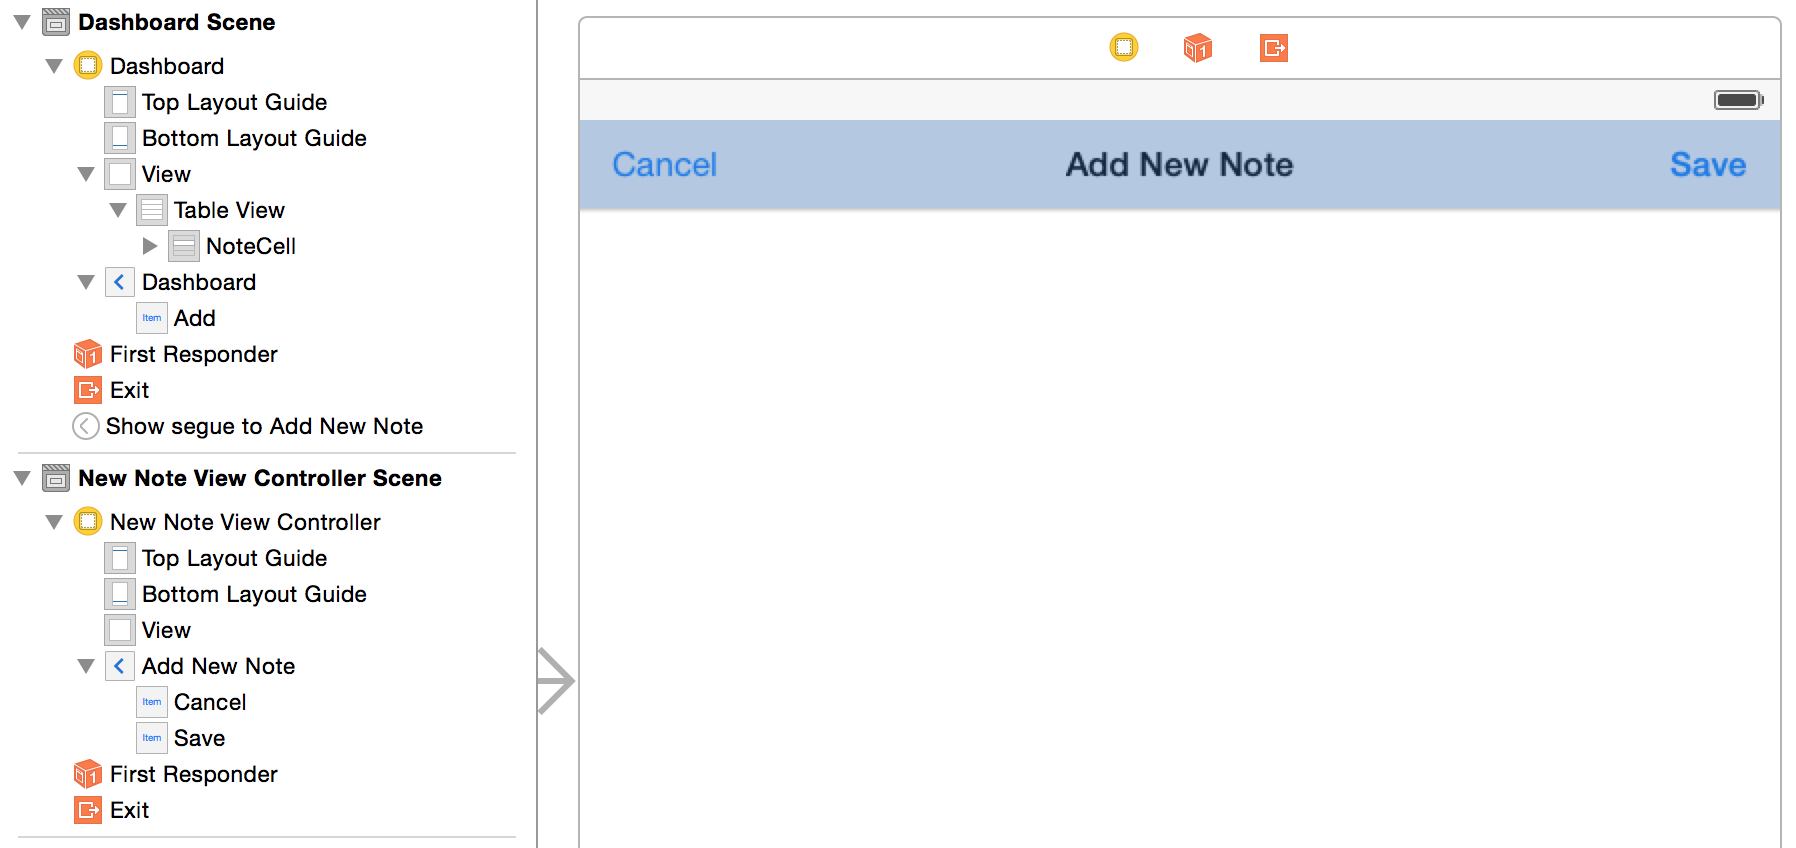 Dashboard Scene
Dashboard
Top Layout Guide
Bottom Layout Guide
View
Table View
NoteCell
Dashboard
Item Add
First Responder
Exit
Show segue to Add New Note
New Note View Controller Scene
New Note View Controller
Top Layout Guide
Bottom Layout Guide
View
Add New Note
Item Cancel
Item Save
First Responder
Exit
1
Cancel Add New Note Save